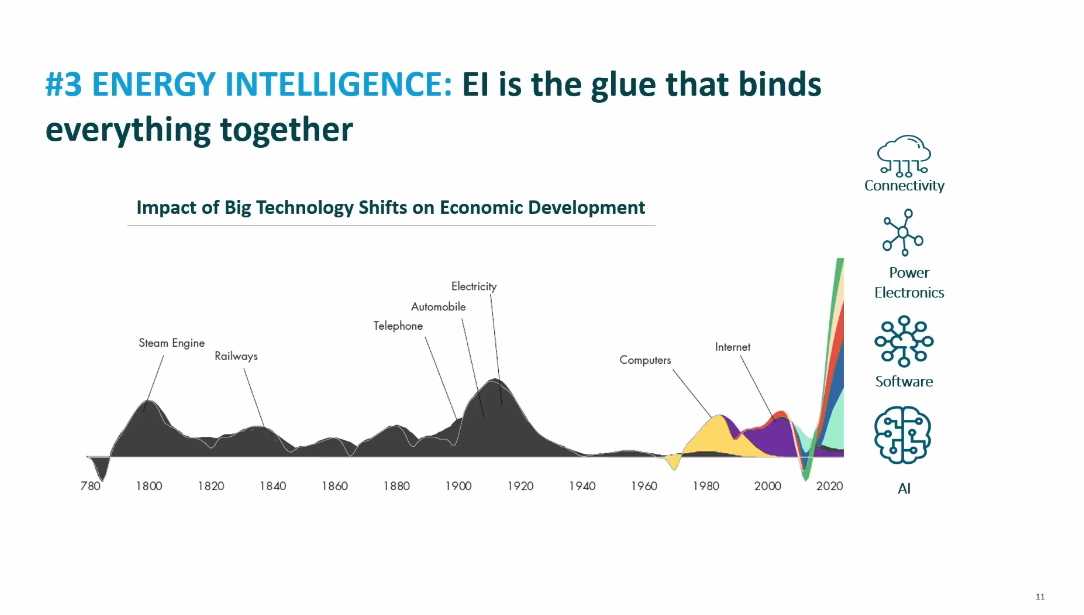 #3 ENERGY INTELLIGENCE: EI is the glue that binds
everything together
Impact of Big Technology Shifts on Economic Development
Steam Engine
Railways
Telephone
Automobile
Electricity
Computers
Internet
780 1800 1820 1840 1860 1880 1900 1920 1940 1960 1980 2000 2020
Connectivity
Power
Electronics
Software
AI
11